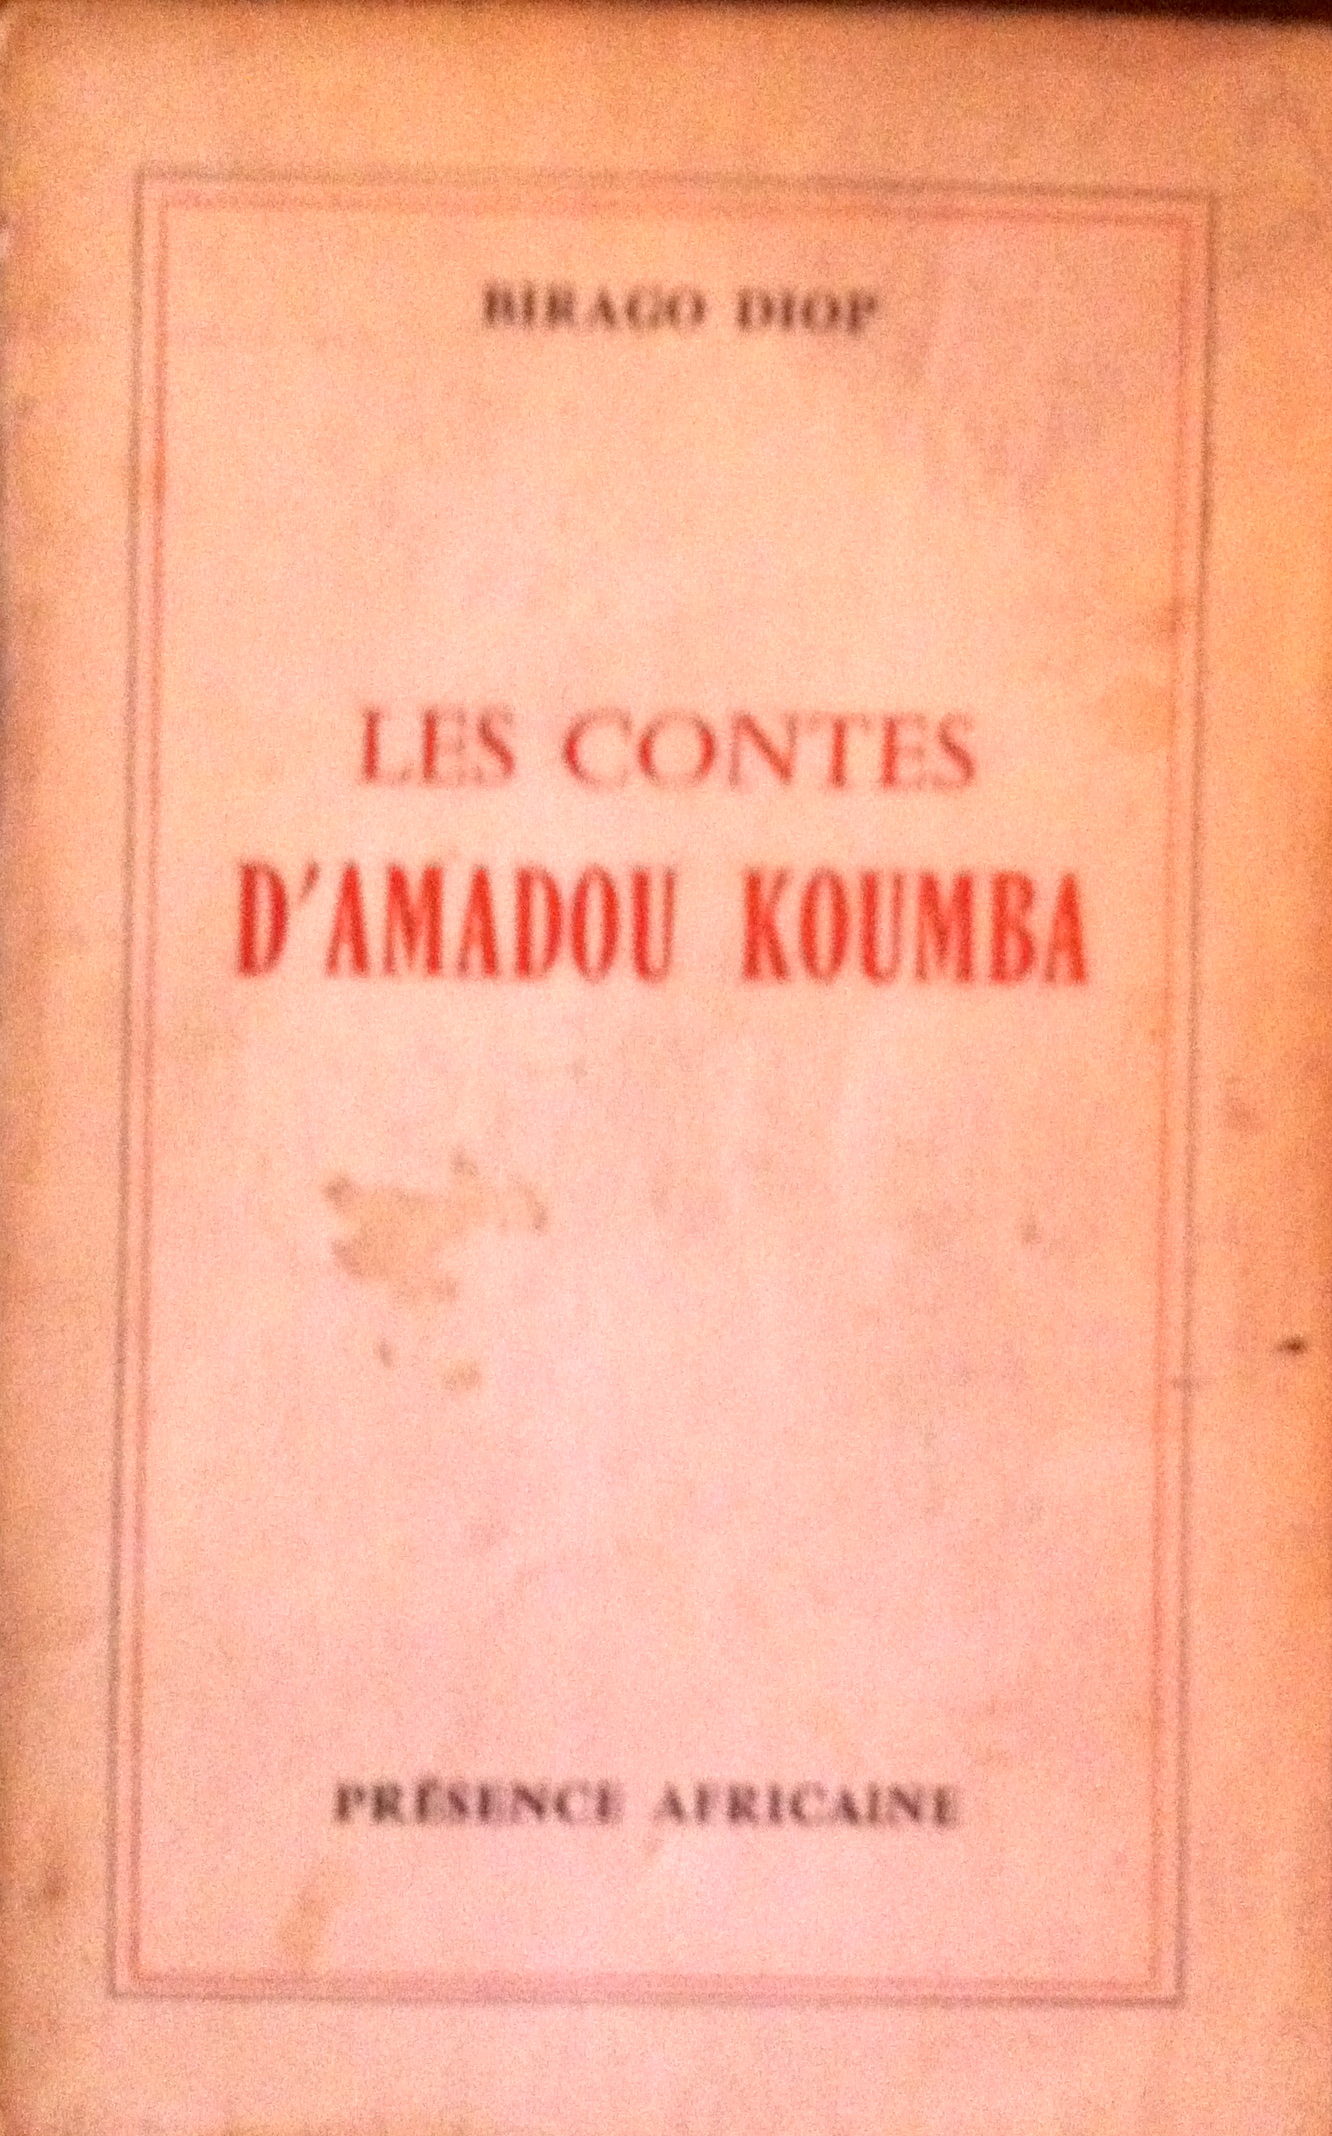 BIRAGO DIOP
LES CONTES
D'AMADOU KOUMBA
PRÉSENCE AFRICAINE